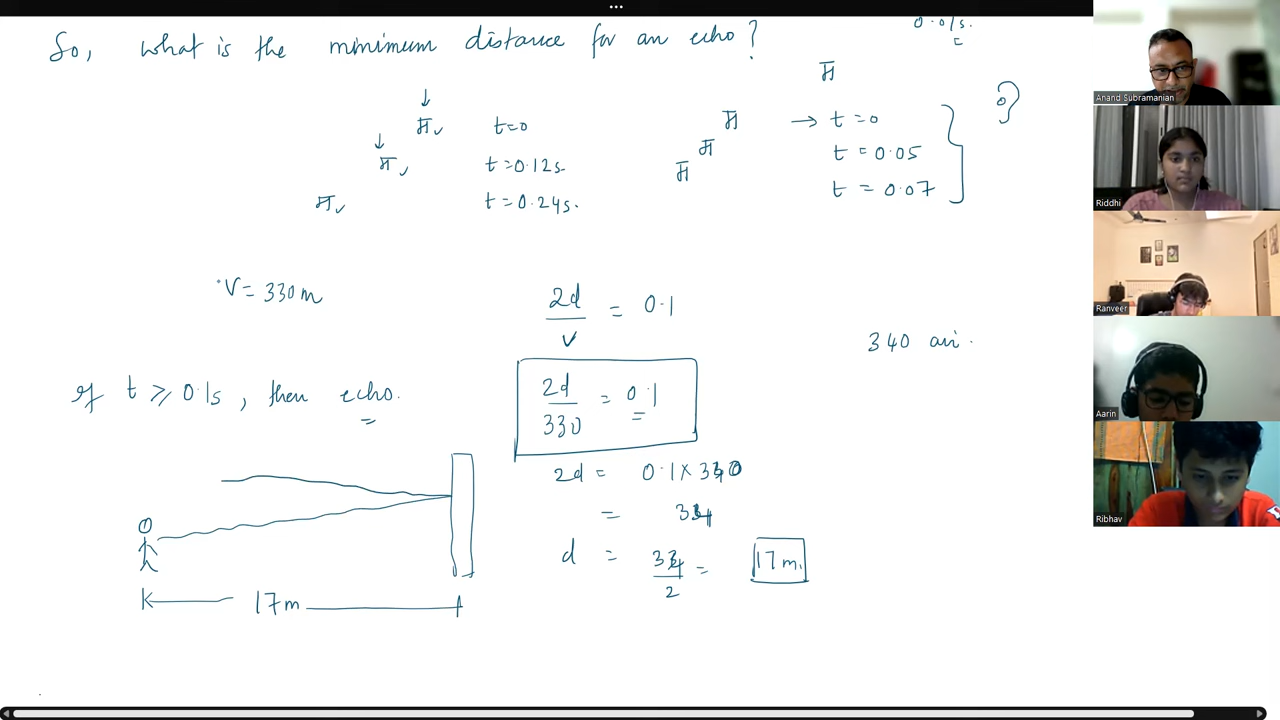 0.01s.
So, what is the minimum distance for an echo?
t=0
t=0.12s.
t=0.24s.
t=0
t=0.05
t=0.07
?
V=330m
2d/V = 0.1
340 air.
If t ≥ 0.1s, then echo.
2d/330 = 0.1
2d = 0.1×340
= 34
d = 34/2 = 17m.
17m
Anand Subramanian
Riddhi
Ranveer
Aarin
Ribhav